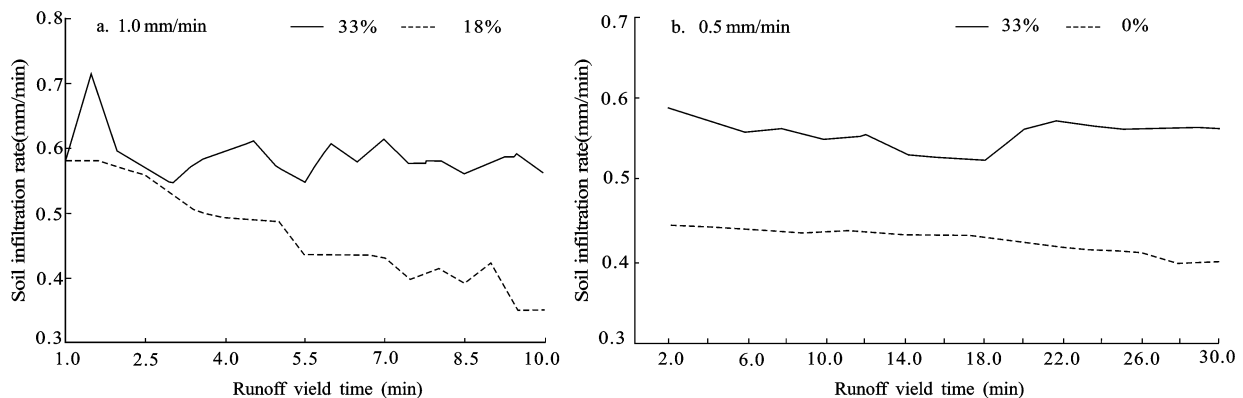 a. 1.0 mm/min 33% 18%
0.8
0.7
0.6
0.5
0.4
0.3
Soil infiltration rate(mm/min)
1.0 2.5 4.0 5.5 7.0 8.5 10.0
Runoff vield time (min)
b. 0.5 mm/min 33% 0%
0.7
0.6
0.5
0.4
0.3
Soil infiltration rate(mm/min)
2.0 6.0 10.0 14.0 18.0 22.0 26.0 30.0
Runoff vield time (min)